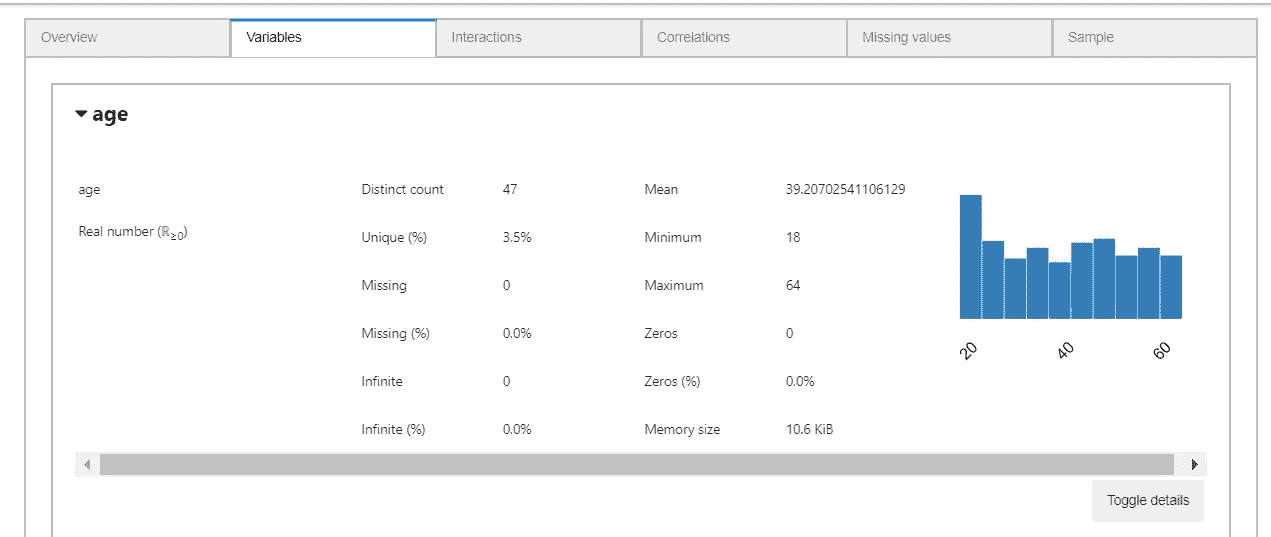 Overview Variables Interactions Correlations Missing values Sample
age
age Distinct count 47 Mean 39.20702541106129
Real number (ℝ≥0)
Unique (%) 3.5% Minimum 18
Missing 0 Maximum 64
Missing (%) 0.0% Zeros 0
Infinite 0 Zeros (%) 0.0%
Infinite (%) 0.0% Memory size 10.6 KiB
20 40 60
Toggle details